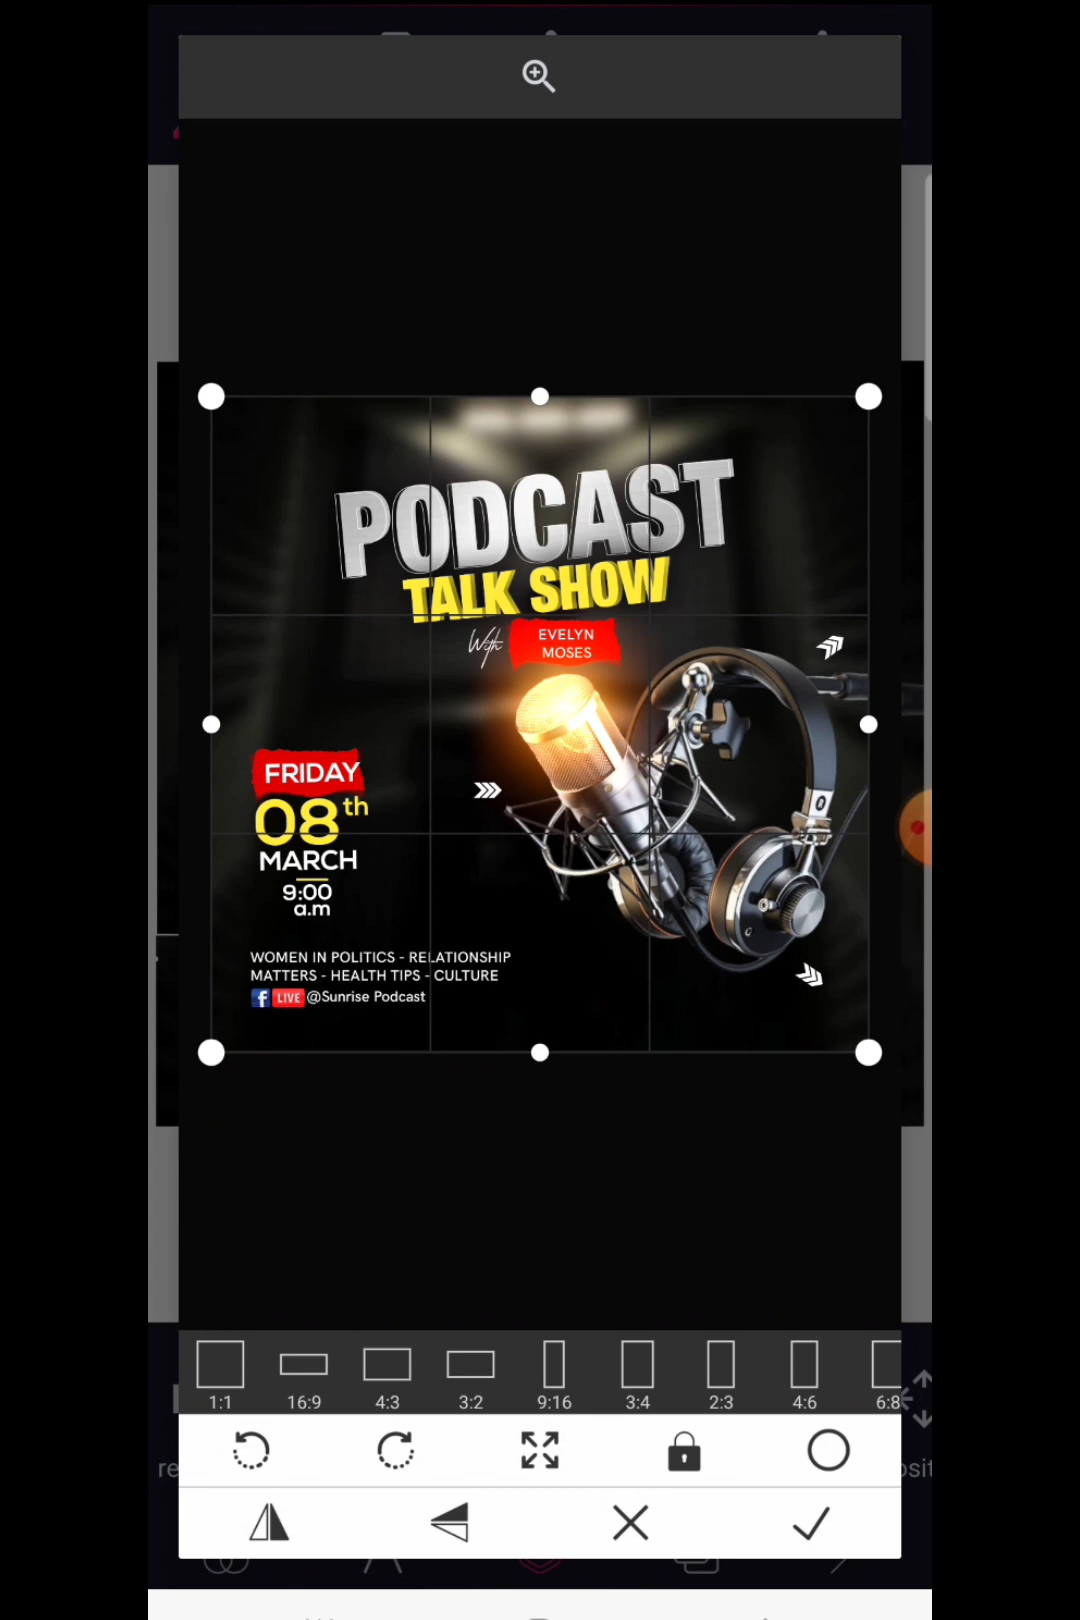 PODCAST
TALK SHOW
With
EVELYN
MOSES
FRIDAY
08th
MARCH
9:00
a.m
WOMEN IN POLITICS - RELATIONSHIP
MATTERS - HEALTH TIPS - CULTURE
f LIVE @Sunrise Podcast
1:1 16:9 4:3 3:2 9:16 3:4 2:3 4:6 6:8
re osit